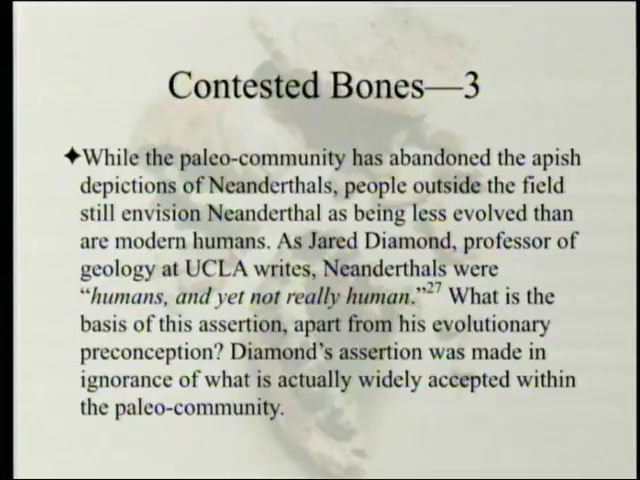 Contested Bones—3
✦While the paleo-community has abandoned the apish
depictions of Neanderthals, people outside the field
still envision Neanderthal as being less evolved than
are modern humans. As Jared Diamond, professor of
geology at UCLA writes, Neanderthals were
“humans, and yet not really human.”27 What is the
basis of this assertion, apart from his evolutionary
preconception? Diamond’s assertion was made in
ignorance of what is actually widely accepted within
the paleo-community.